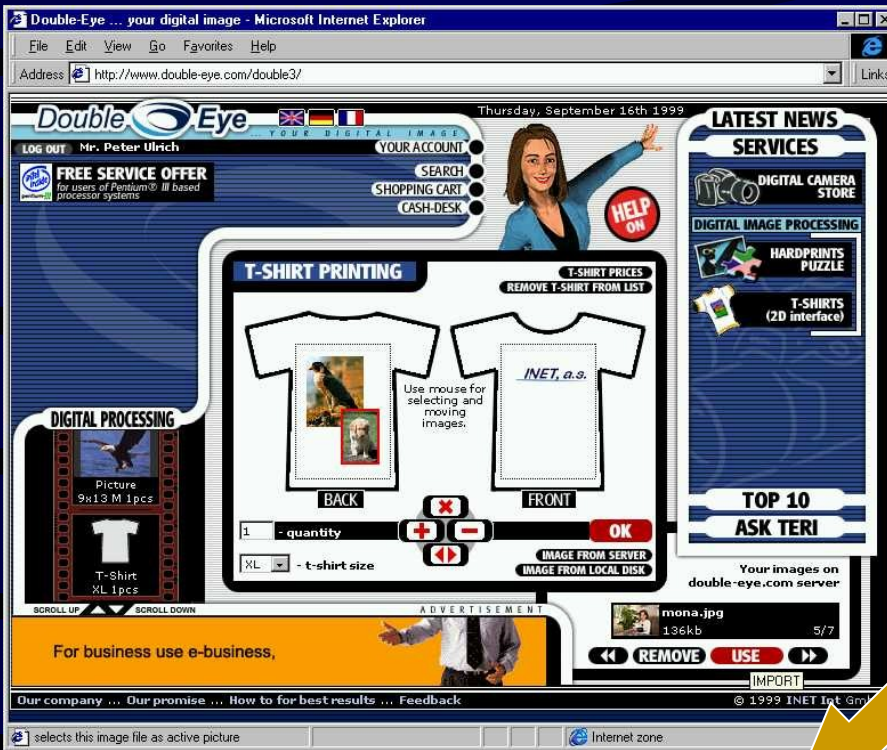 Double-Eye ... your digital image - Microsoft Internet Explorer
File Edit View Go Favorites Help
Address http://www.double-eye.com/double3/
Links
Double Eye
... YOUR DIGITAL IMAGE
Thursday, September 16th 1999
LOG OUT Mr. Peter Ulrich
YOUR ACCOUNT
SEARCH
SHOPPING CART
CASH-DESK
intel inside
pentium III
FREE SERVICE OFFER
for users of Pentium® III based
processor systems
HELP
ON
LATEST NEWS
SERVICES
DIGITAL CAMERA
STORE
DIGITAL IMAGE PROCESSING
HARDPRINTS
PUZZLE
T-SHIRTS
(2D interface)
TOP 10
ASK TERI
T-SHIRT PRINTING
T-SHIRT PRICES
REMOVE T-SHIRT FROM LIST
INET, a.s.
Use mouse for
selecting and
moving
images.
BACK
FRONT
1 - quantity
OK
XL - t-shirt size
IMAGE FROM SERVER
IMAGE FROM LOCAL DISK
DIGITAL PROCESSING
Picture
9x13 M 1pcs
T-Shirt
XL 1pcs
SCROLL UP SCROLL DOWN
ADVERTISEMENT
For business use e-business,
Your images on
double-eye.com server
mona.jpg
136kb 5/7
REMOVE USE
IMPORT
Our company ... Our promise ... How to for best results ... Feedback
© 1999 INET Int Gm
selects this image file as active picture
Internet zone